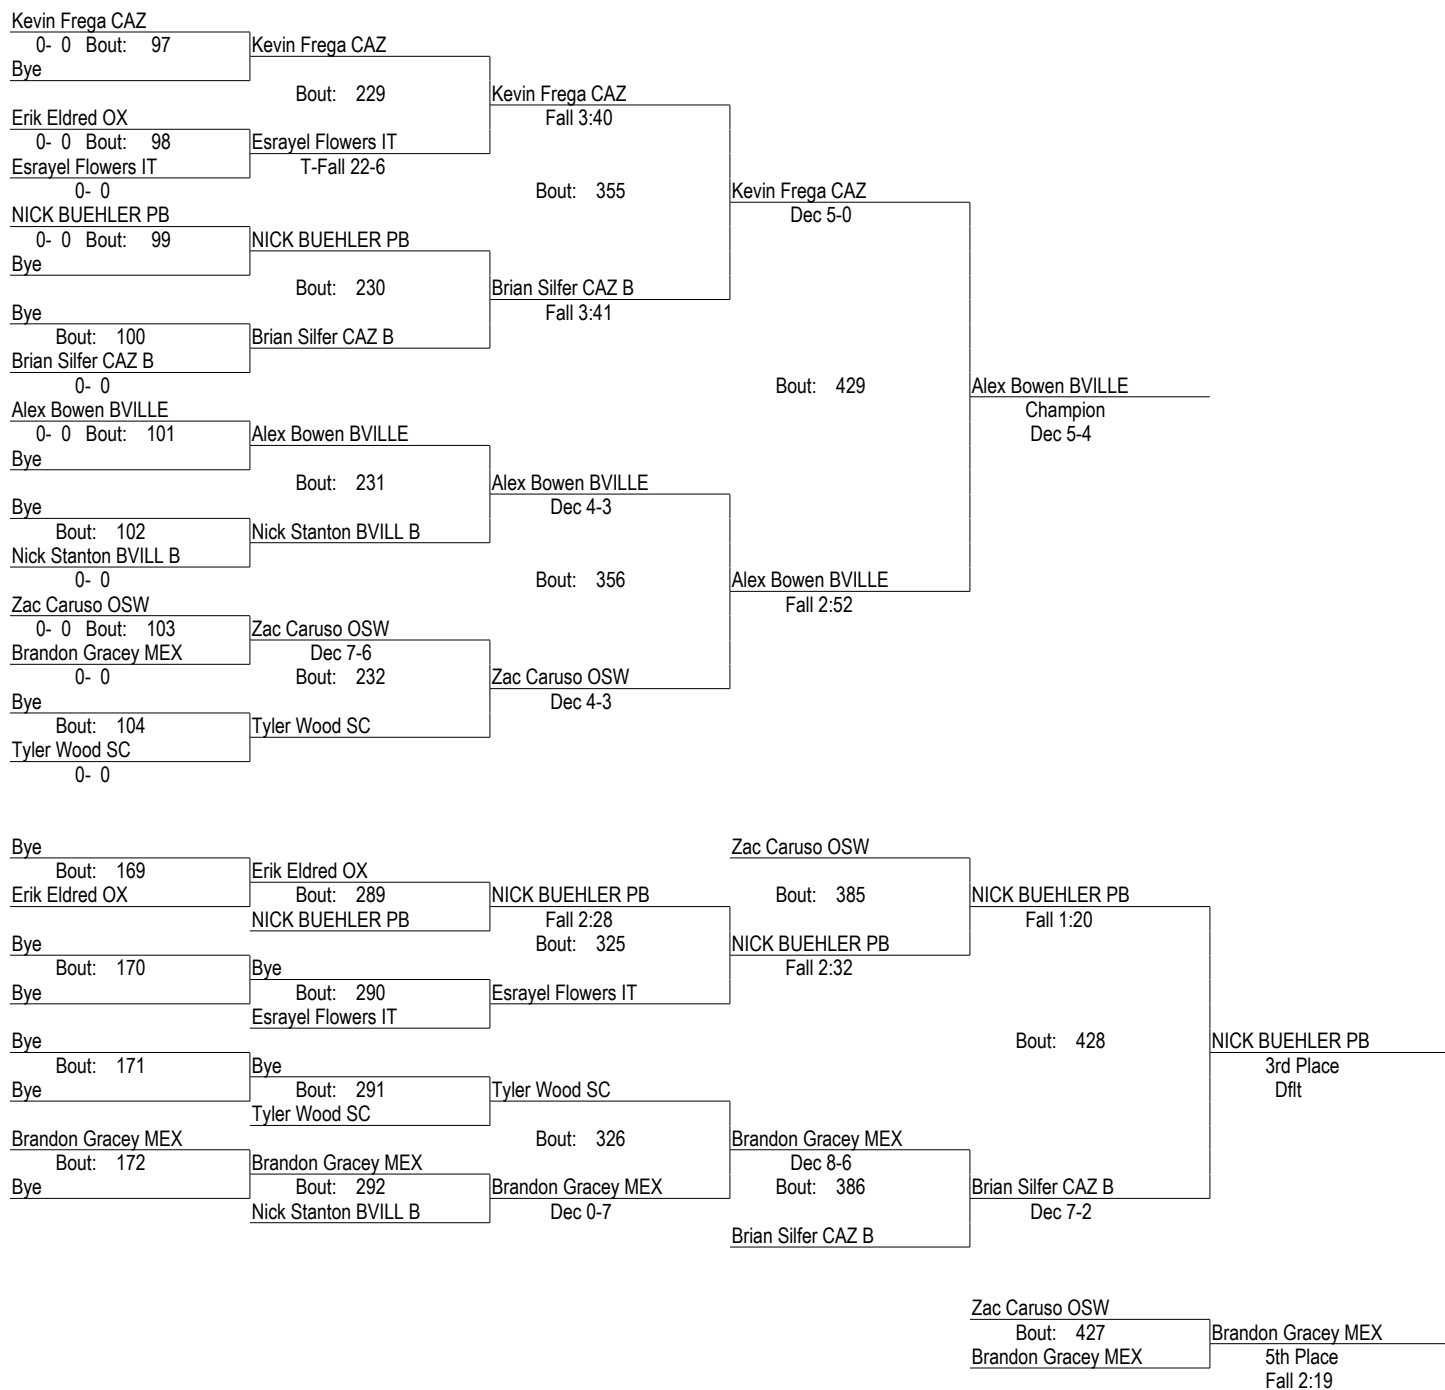 Kevin Frega CAZ
0- 0 Bout: 97
Kevin Frega CAZ
Bye
Bout: 229
Kevin Frega CAZ
Erik Eldred OX
Fall 3:40
0- 0 Bout: 98
Esrayel Flowers IT
Esrayel Flowers IT
T-Fall 22-6
0- 0
Bout: 355
Kevin Frega CAZ
NICK BUEHLER PB
Dec 5-0
0- 0 Bout: 99
NICK BUEHLER PB
Bye
Bout: 230
Brian Silfer CAZ B
Bye
Fall 3:41
Bout: 100
Brian Silfer CAZ B
Brian Silfer CAZ B
0- 0
Bout: 429
Alex Bowen BVILLE
Alex Bowen BVILLE
Champion
0- 0 Bout: 101
Alex Bowen BVILLE
Dec 5-4
Bye
Bout: 231
Alex Bowen BVILLE
Bye
Dec 4-3
Bout: 102
Nick Stanton BVILL B
Nick Stanton BVILL B
0- 0
Bout: 356
Alex Bowen BVILLE
Zac Caruso OSW
Fall 2:52
0- 0 Bout: 103
Zac Caruso OSW
Brandon Gracey MEX
Dec 7-6
0- 0
Bout: 232
Zac Caruso OSW
Bye
Dec 4-3
Bout: 104
Tyler Wood SC
Tyler Wood SC
0- 0
Bye
Zac Caruso OSW
Bout: 169
Erik Eldred OX
Erik Eldred OX
Bout: 289
NICK BUEHLER PB
Bout: 385
NICK BUEHLER PB
NICK BUEHLER PB
Fall 2:28
Fall 1:20
Bye
Bout: 325
NICK BUEHLER PB
Bout: 170
Bye
Fall 2:32
Bye
Bout: 290
Esrayel Flowers IT
Esrayel Flowers IT
Bye
Bout: 428
NICK BUEHLER PB
Bout: 171
Bye
3rd Place
Bye
Bout: 291
Tyler Wood SC
Dflt
Tyler Wood SC
Brandon Gracey MEX
Bout: 326
Brandon Gracey MEX
Bout: 172
Brandon Gracey MEX
Dec 8-6
Bye
Bout: 292
Brandon Gracey MEX
Bout: 386
Brian Silfer CAZ B
Nick Stanton BVILL B
Dec 0-7
Dec 7-2
Brian Silfer CAZ B
Zac Caruso OSW
Bout: 427
Brandon Gracey MEX
Brandon Gracey MEX
5th Place
Fall 2:19